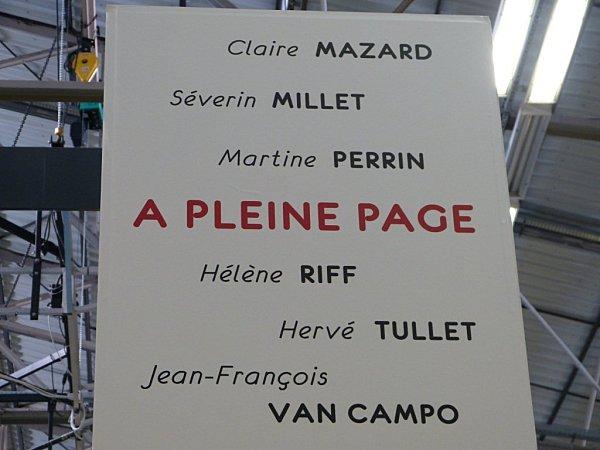 Claire MAZARD
Séverin MILLET
Martine PERRIN
A PLEINE PAGE
Hélène RIFF
Hervé TULLET
Jean-François
VAN CAMPO